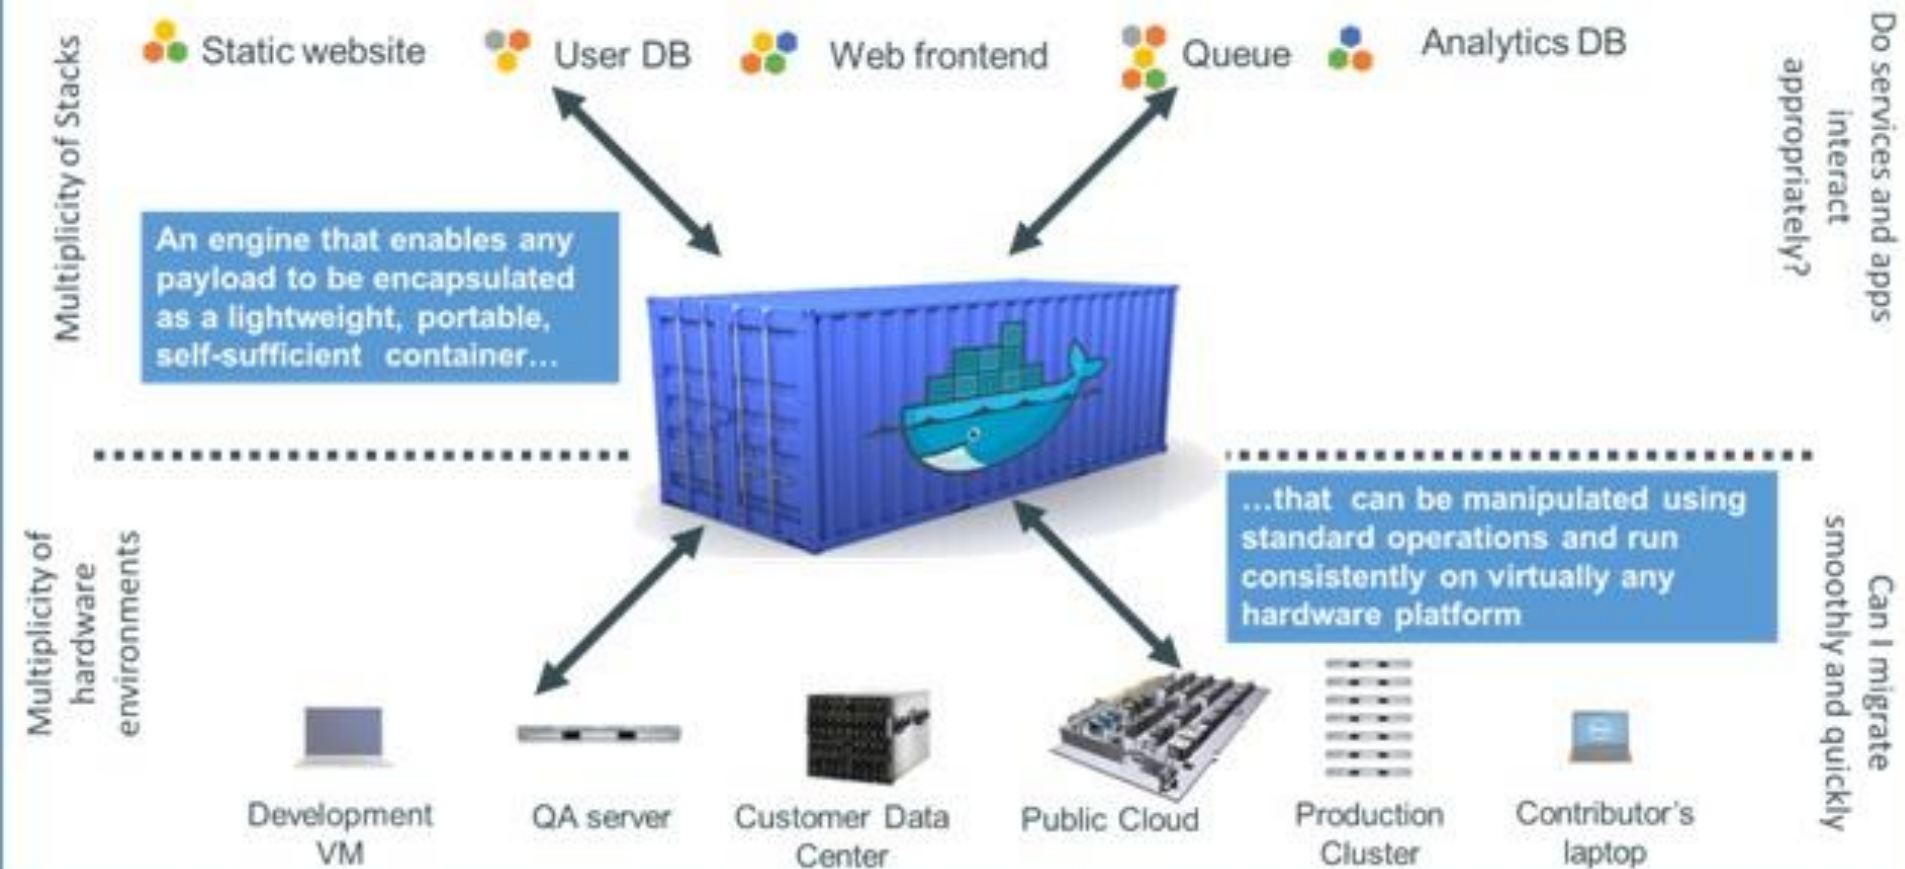 Static website
User DB
Web frontend
Queue
Analytics DB
Multiplicity of Stacks
Do services and apps
interact
appropriately?
An engine that enables any
payload to be encapsulated
as a lightweight, portable,
self-sufficient container...
...that can be manipulated using
standard operations and run
consistently on virtually any
hardware platform
Multiplicity of
hardware
environments
Can I migrate
smoothly and quickly
Development
VM
QA server
Customer Data
Center
Public Cloud
Production
Cluster
Contributor's
laptop